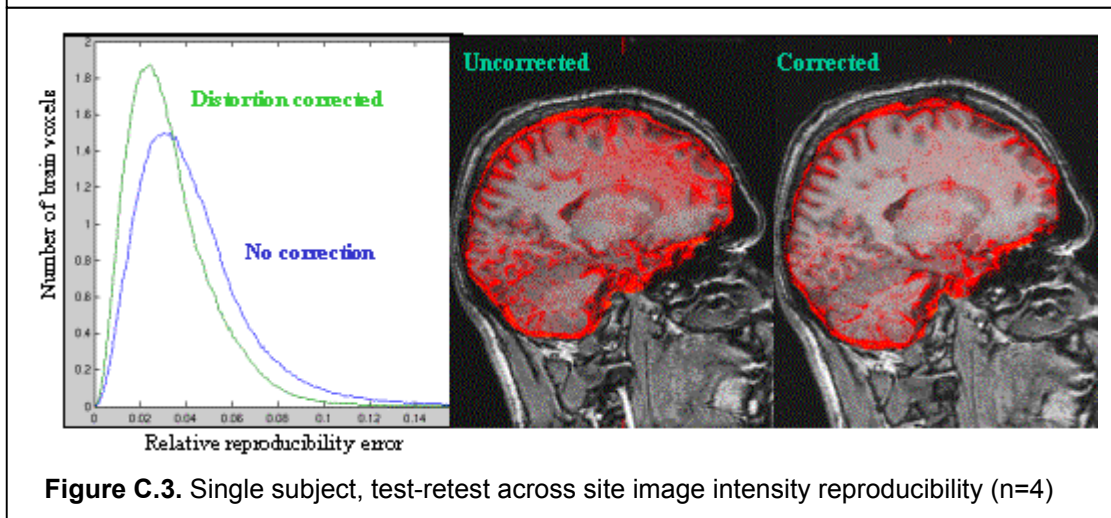 2
1.8
1.6
1.4
1.2
1
0.8
0.6
0.4
0.2
0
Number of brain voxels
Distortion corrected
No correction
0 0.02 0.04 0.06 0.08 0.1 0.12 0.14
Relative reproducibility error
Uncorrected
Corrected
Figure C.3. Single subject, test-retest across site image intensity reproducibility (n=4)